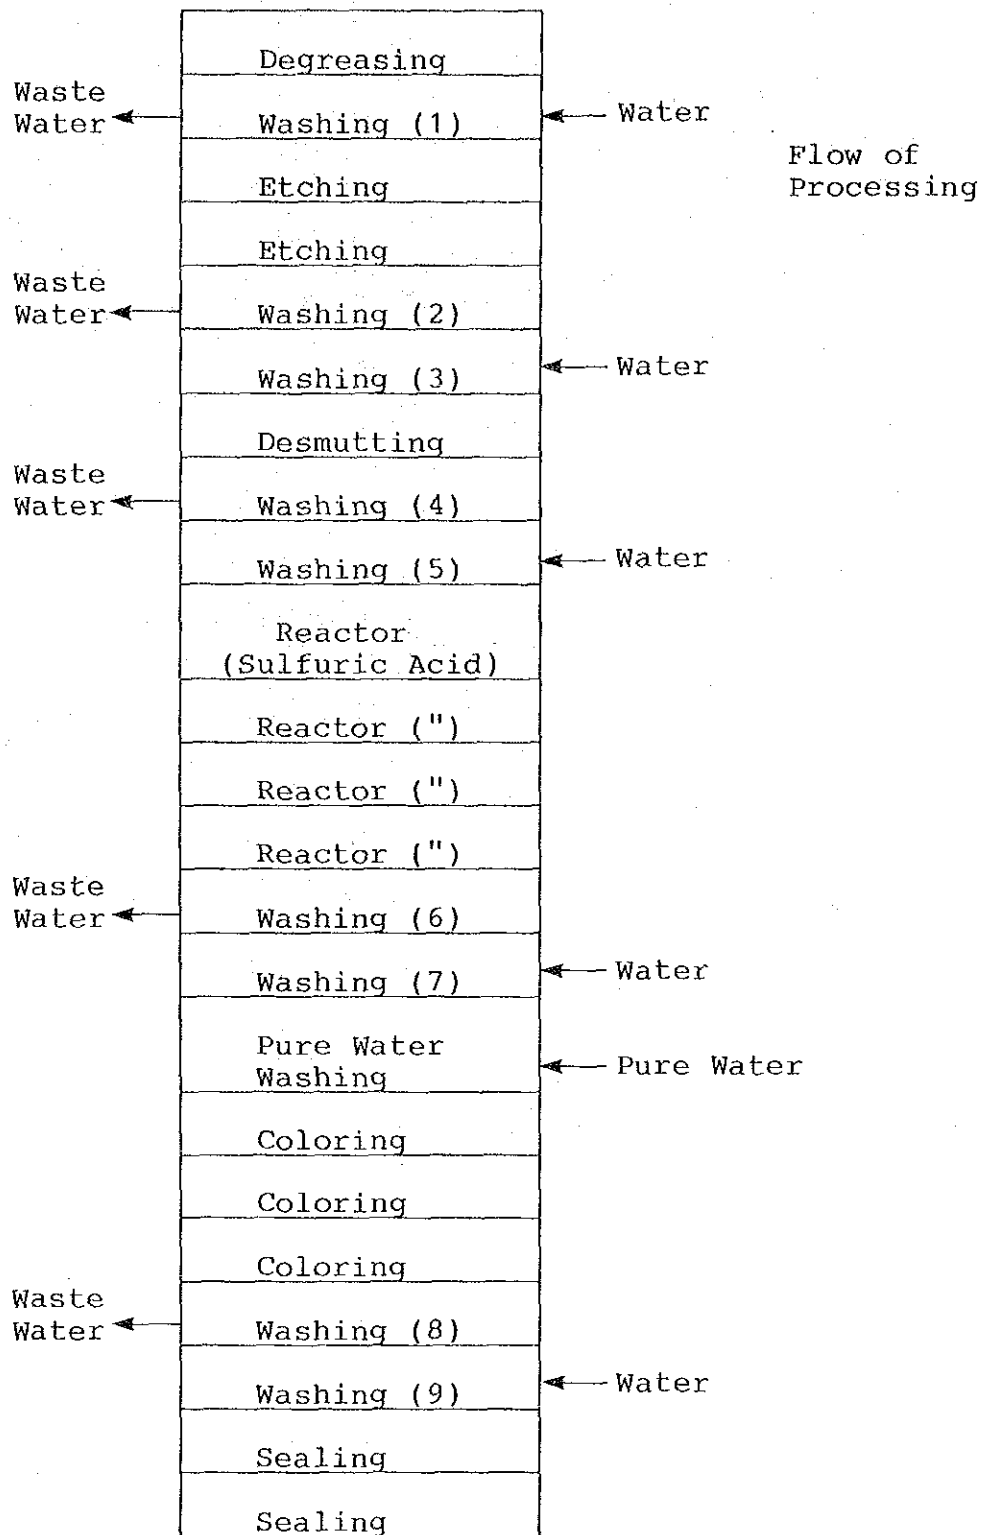 Degreasing
Waste
Water
Washing (1)
Water
Flow of
Processing
Etching
Etching
Waste
Water
Washing (2)
Washing (3)
Water
Desmutting
Waste
Water
Washing (4)
Washing (5)
Water
Reactor
(Sulfuric Acid)
Reactor (")
Reactor (")
Reactor (")
Waste
Water
Washing (6)
Washing (7)
Water
Pure Water
Washing
Pure Water
Coloring
Coloring
Coloring
Waste
Water
Washing (8)
Washing (9)
Water
Sealing
Sealing